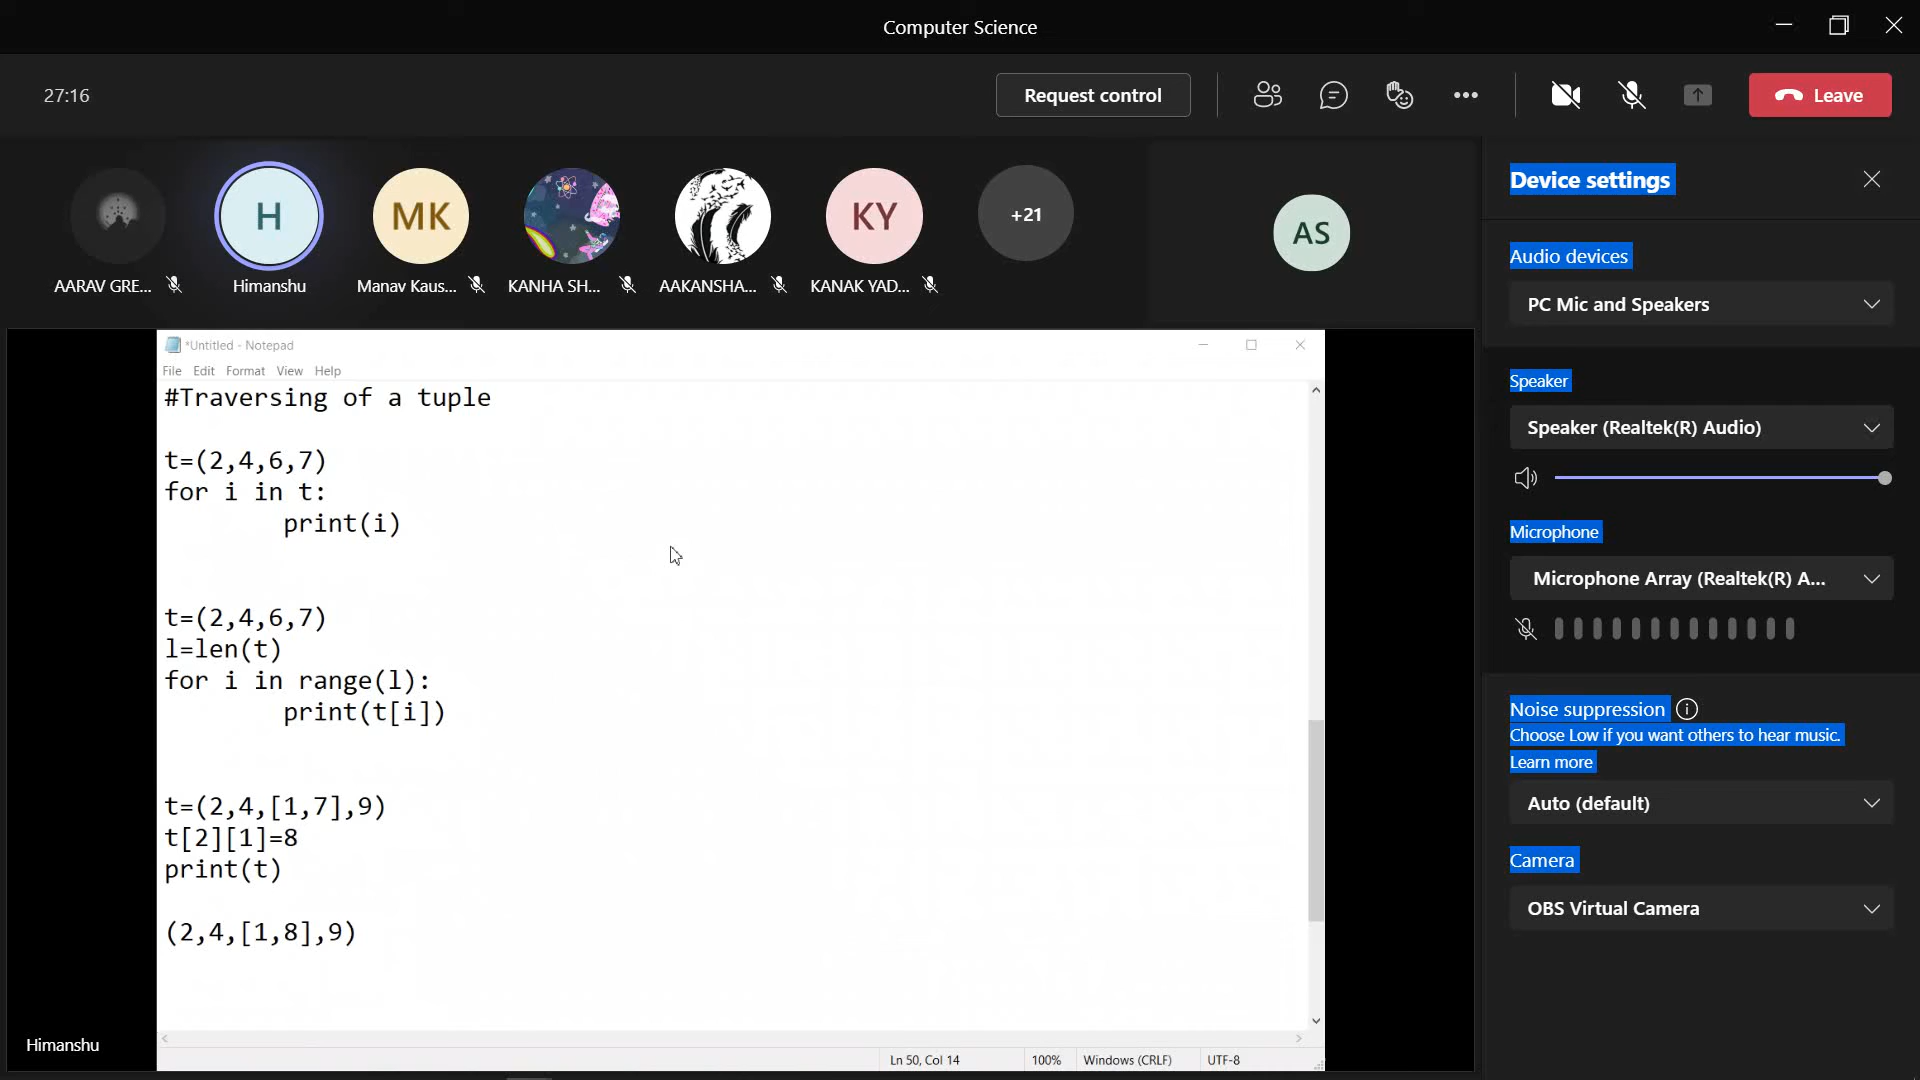 Computer Science
27:16
Request control
Leave
H
MK
KY
+21
AS
AARAV GRE...
Himanshu
Manav Kaus...
KANHA SH...
AAKANSHA...
KANAK YAD...
*Untitled - Notepad
File Edit Format View Help
#Traversing of a tuple
t=(2,4,6,7)
for i in t:
print(i)
t=(2,4,6,7)
l=len(t)
for i in range(l):
print(t[i])
t=(2,4,[1,7],9)
t[2][1]=8
print(t)
(2,4,[1,8],9)
Ln 50, Col 14
100%
Windows (CRLF)
UTF-8
Himanshu
Device settings
Audio devices
PC Mic and Speakers
Speaker
Speaker (Realtek(R) Audio)
Microphone
Microphone Array (Realtek(R) A...
Noise suppression
Choose Low if you want others to hear music.
Learn more
Auto (default)
Camera
OBS Virtual Camera